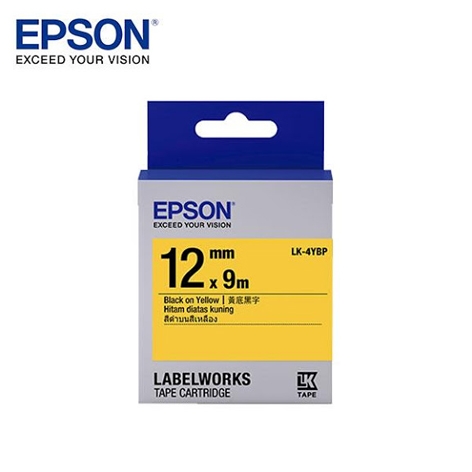 EPSON
EXCEED YOUR VISION
EPSON
EXCEED YOUR VISION
12 mm x 9m
LK-4YBP
Black on Yellow | 黃底黑字
Hitam diatas kuning
สีดำบนสีเหลือง
LABELWORKS
TAPE CARTRIDGE
LK
TAPE